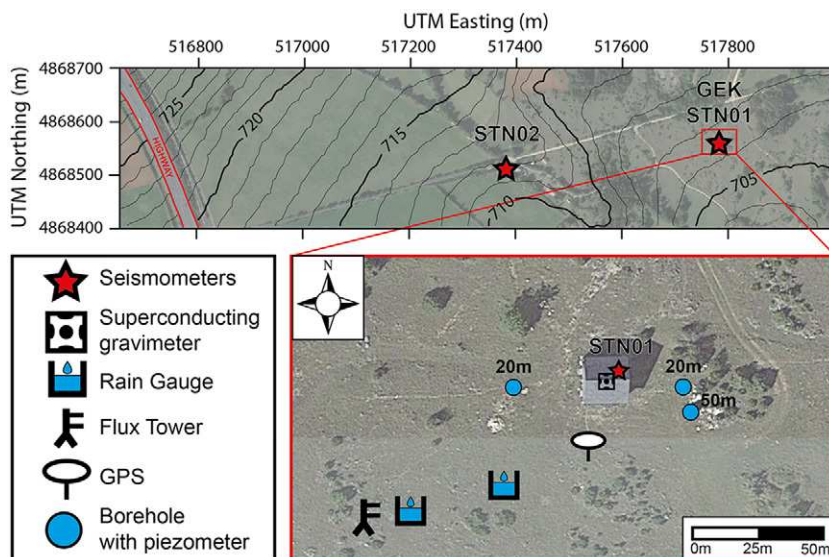 UTM Easting (m)
516800 517000 517200 517400 517600 517800
UTM Northing (m)
4868700
4868600
4868500
4868400
HIGHWAY
725
720
715
710
705
STN02
GEK
STN01
Seismometers
Superconducting
gravimeter
Rain Gauge
Flux Tower
GPS
Borehole
with piezometer
N
STN01
20m
20m
50m
0m 25m 50m